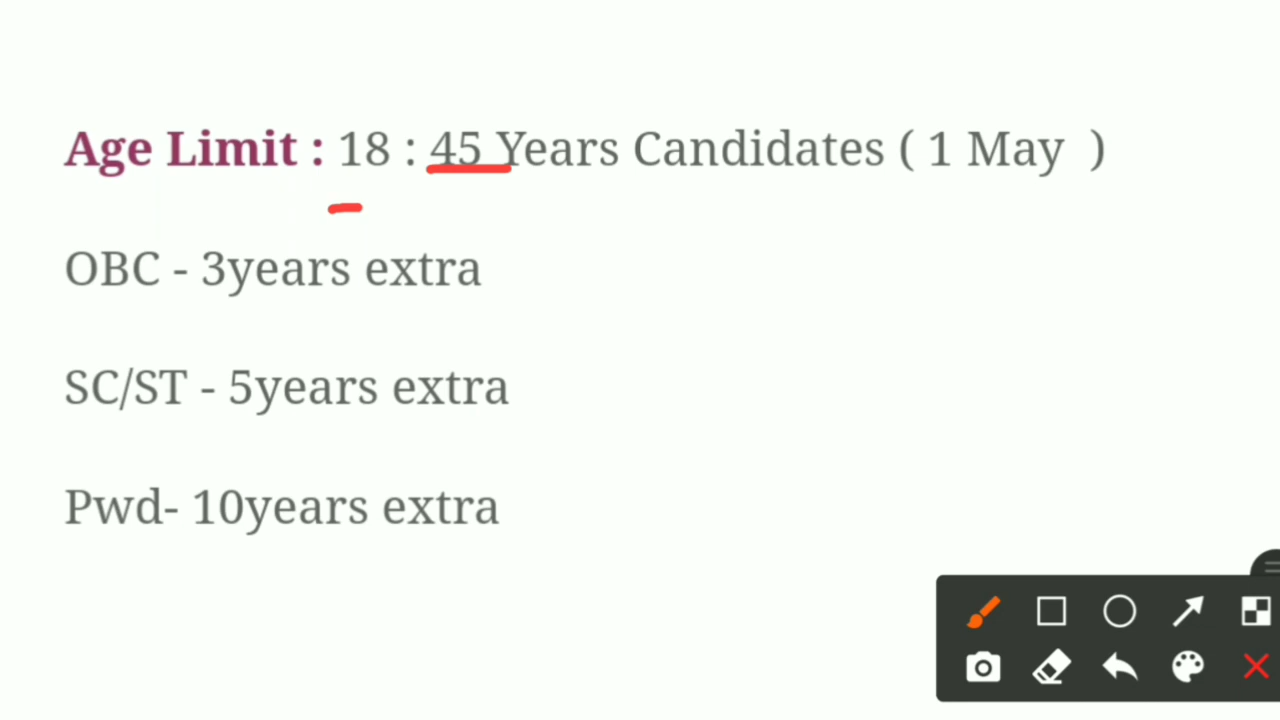 Age Limit : 18 : 45 Years Candidates ( 1 May )
OBC - 3years extra
SC/ST - 5years extra
Pwd- 10years extra